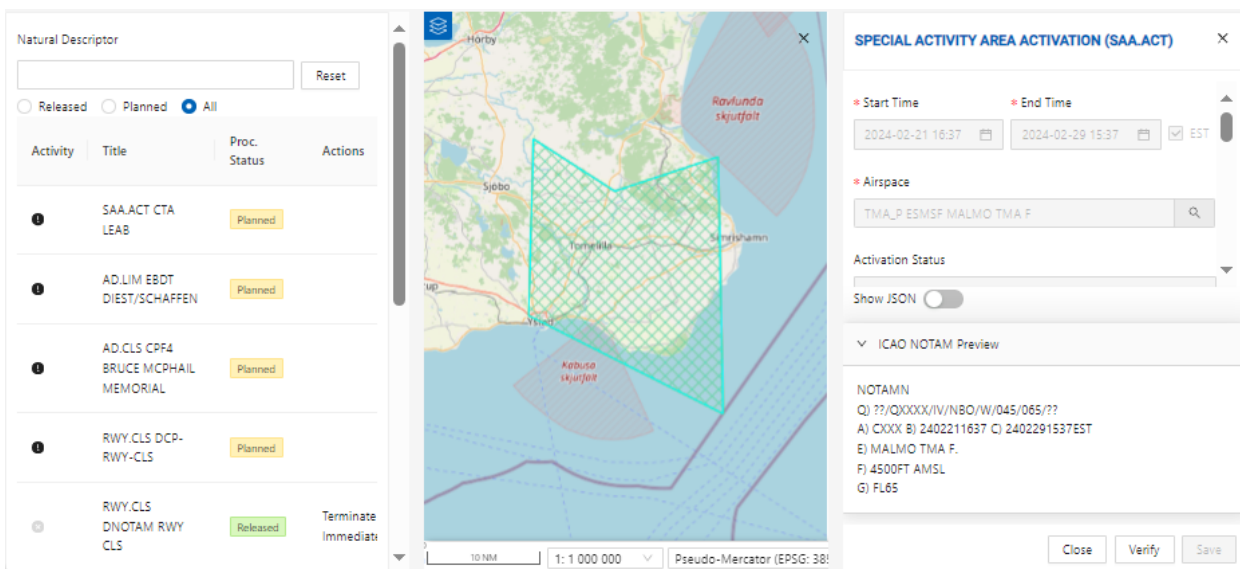 Natural Descriptor
Reset
Released Planned All
Activity Title Proc. Status Actions
SAA.ACT CTA
LEAB
Planned
AD.LIM EBDT
DIEST/SCHAFFEN
Planned
AD.CLS CPF4
BRUCE MCPHAIL
MEMORIAL
Planned
RWY.CLS DCP-
RWY-CLS
Planned
RWY.CLS
DNOTAM RWY
CLS
Released
Terminate
Immediate
Hörby
Ravlunda
skjutfält
Sjöbo
Tomelilla
Simrishamn
rup
Ystad
Kabusa
skjutfält
10 NM
1: 1 000 000
Pseudo-Mercator (EPSG: 385
SPECIAL ACTIVITY AREA ACTIVATION (SAA.ACT)
* Start Time * End Time
2024-02-21 16:37 2024-02-29 15:37 EST
* Airspace
TMA_P ESMSF MALMO TMA F
Activation Status
Show JSON
ICAO NOTAM Preview
NOTAMN
Q) ??/QXXXX/IV/NBO/W/045/065/??
A) CXXX B) 2402211637 C) 2402291537EST
E) MALMO TMA F.
F) 4500FT AMSL
G) FL65
Close Verify Save